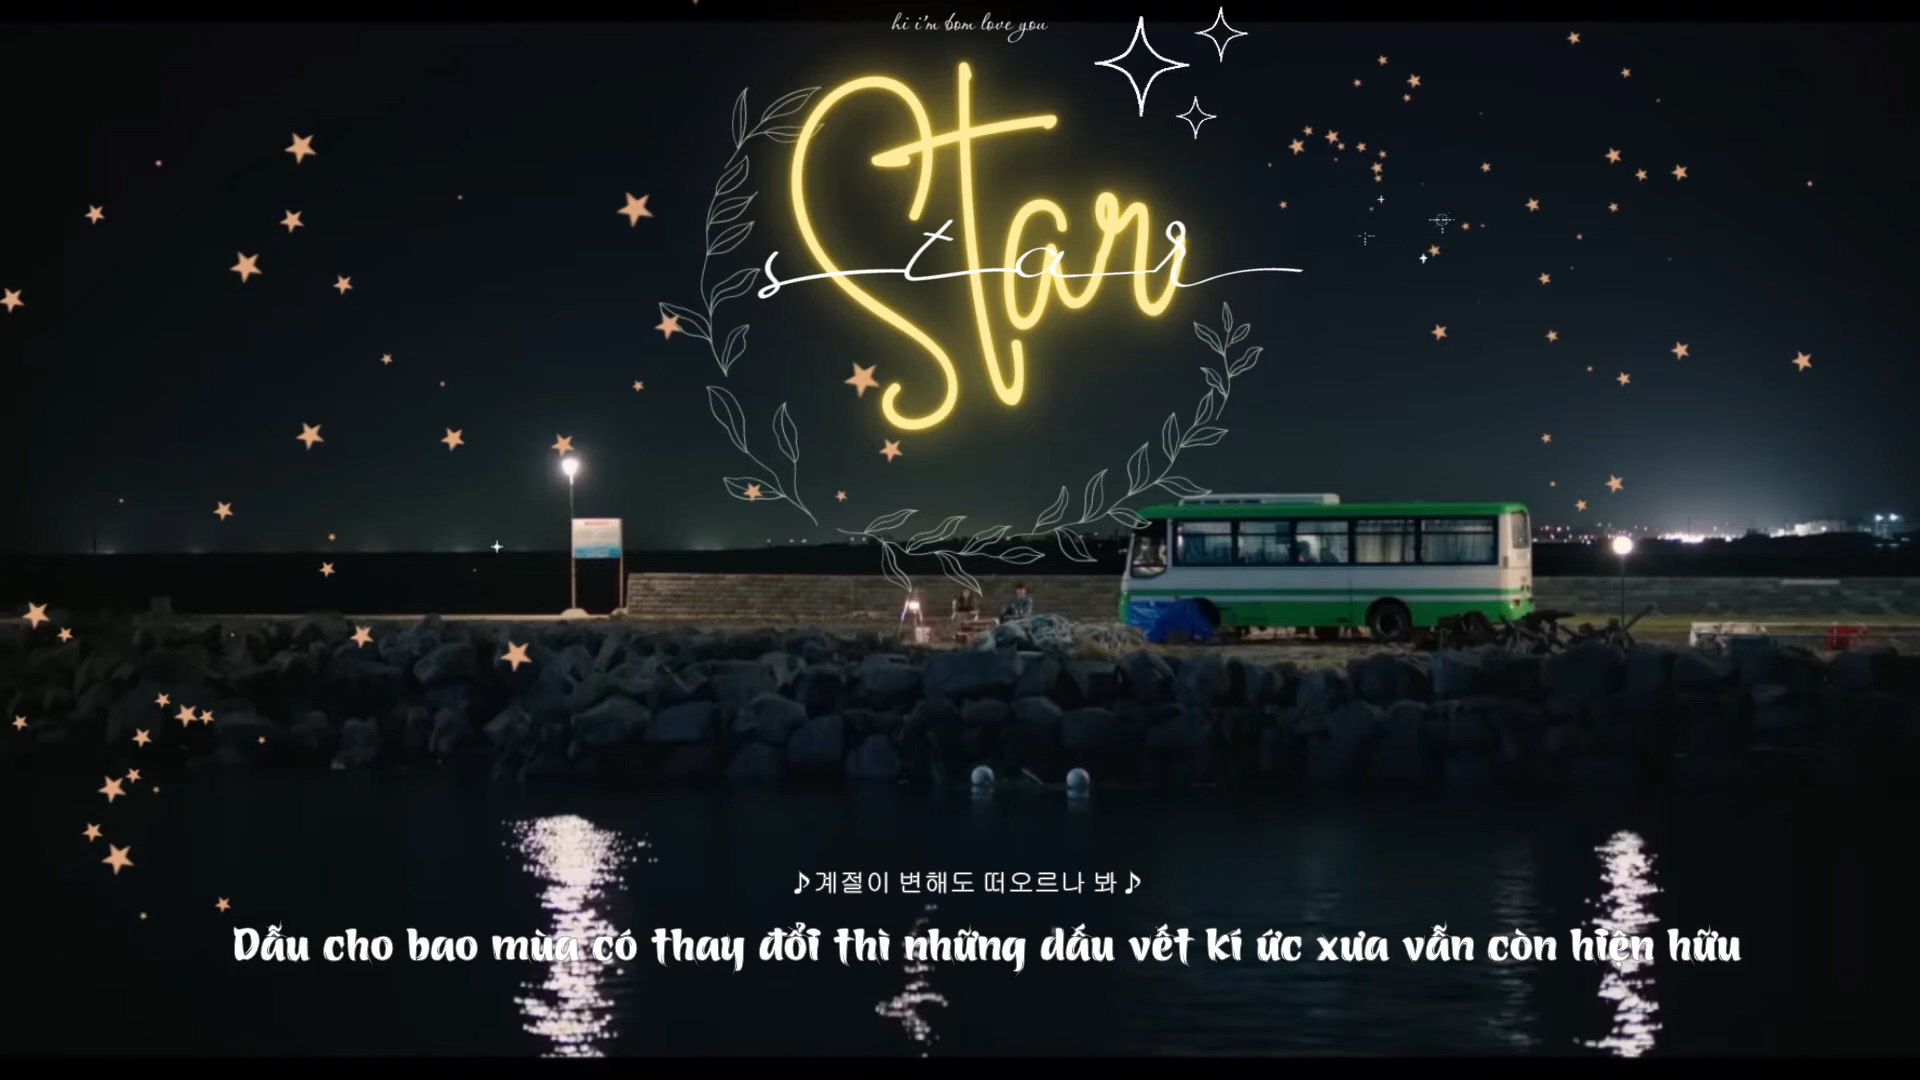 hi i'm bom love you
Star
star
♪계절이 변해도 떠오르나 봐♪
Dẫu cho bao mùa có thay đổi thì những dấu vết kí ức xưa vẫn còn hiện hữu